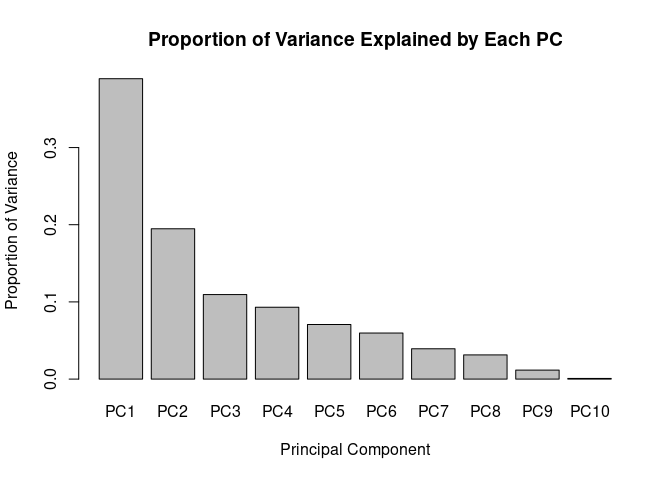 Proportion of Variance Explained by Each PC
Proportion of Variance
0.3
0.2
0.1
0.0
PC1 PC2 PC3 PC4 PC5 PC6 PC7 PC8 PC9 PC10
Principal Component